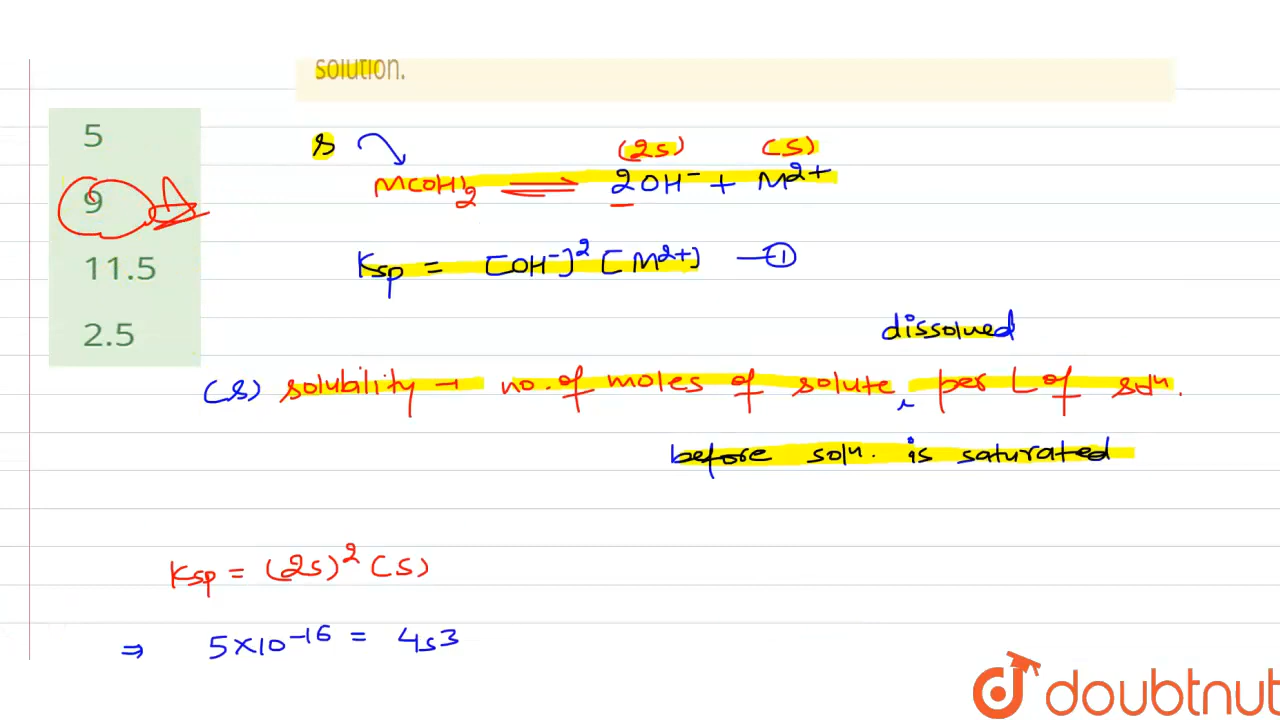 solution.
5
9
11.5
2.5
S
(2s) (s)
M(OH)2 ⇌ 2OH⁻ + M²⁺
Ksp = [OH⁻]² [M²⁺] — ①
dissolved
(s) solubility → no. of moles of solute, per L of soln.
before soln. is saturated
Ksp = (2s)² (s)
⇒ 5×10⁻¹⁶ = 4s3
doubtnut